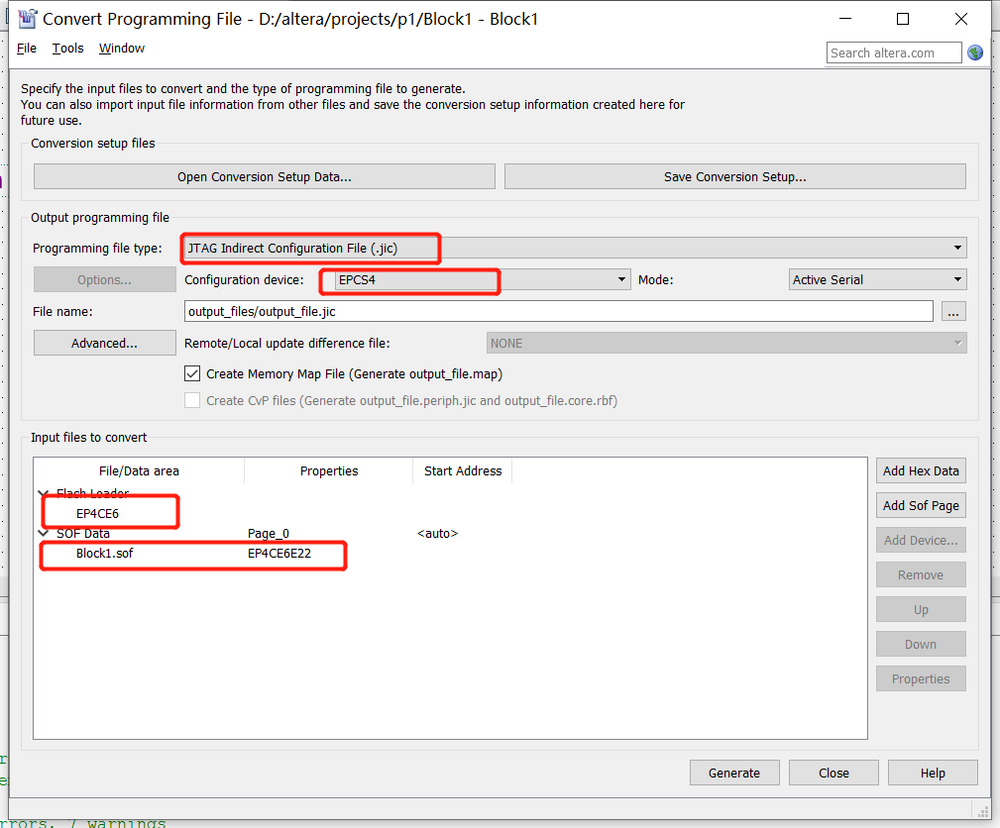 Convert Programming File - D:/altera/projects/p1/Block1 - Block1
File Tools Window
Search altera.com
Specify the input files to convert and the type of programming file to generate.
You can also import input file information from other files and save the conversion setup information created here for
future use.
Conversion setup files
Open Conversion Setup Data...
Save Conversion Setup...
Output programming file
Programming file type:
JTAG Indirect Configuration File (.jic)
Options...
Configuration device:
EPCS4
Mode:
Active Serial
File name:
output_files/output_file.jic
...
Advanced...
Remote/Local update difference file:
NONE
Create Memory Map File (Generate output_file.map)
Create CvP files (Generate output_file.periph.jic and output_file.core.rbf)
Input files to convert
File/Data area Properties Start Address
Flash Loader
EP4CE6
SOF Data Page_0 <auto>
Block1.sof EP4CE6E22
Add Hex Data
Add Sof Page
Add Device...
Remove
Up
Down
Properties
Generate
Close
Help
rrors, 7 warnings